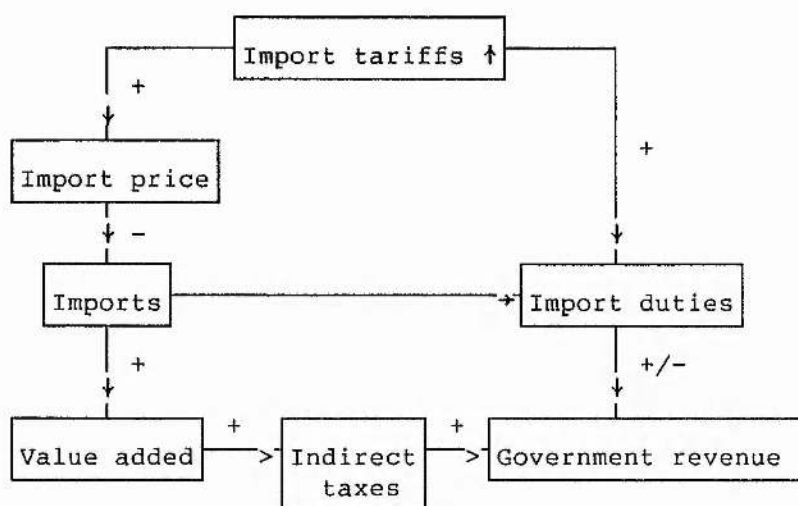 Import tariffs ↑
+
+
Import price
-
Imports
Import duties
+
+/-
Value added
+
Indirect
taxes
+
Government revenue